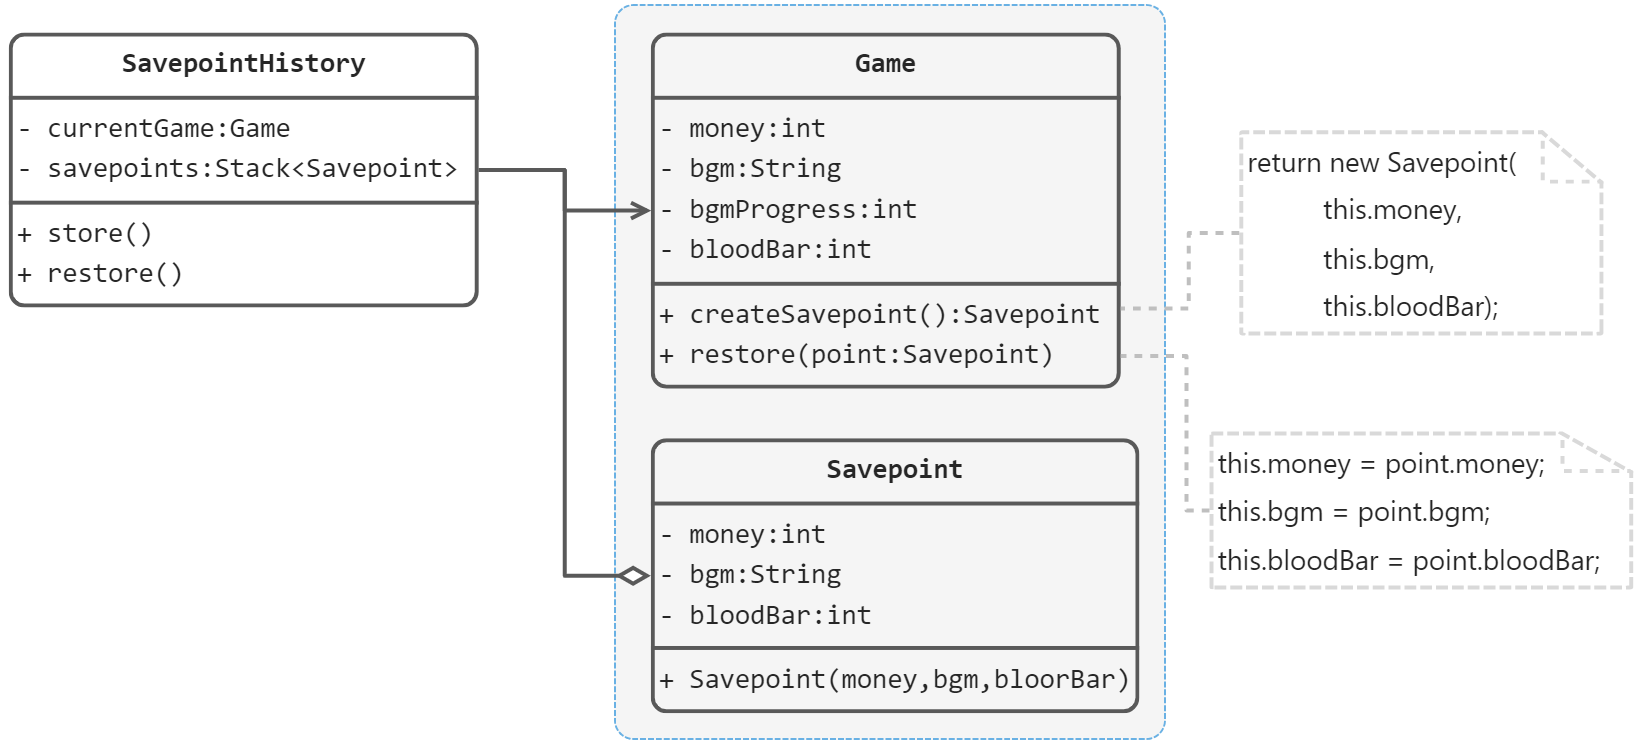 SavepointHistory
- currentGame:Game
- savepoints:Stack<Savepoint>
+ store()
+ restore()
Game
- money:int
- bgm:String
- bgmProgress:int
- bloodBar:int
+ createSavepoint():Savepoint
+ restore(point:Savepoint)
Savepoint
- money:int
- bgm:String
- bloodBar:int
+ Savepoint(money,bgm,bloorBar)
return new Savepoint(
this.money,
this.bgm,
this.bloodBar);
this.money = point.money;
this.bgm = point.bgm;
this.bloodBar = point.bloodBar;